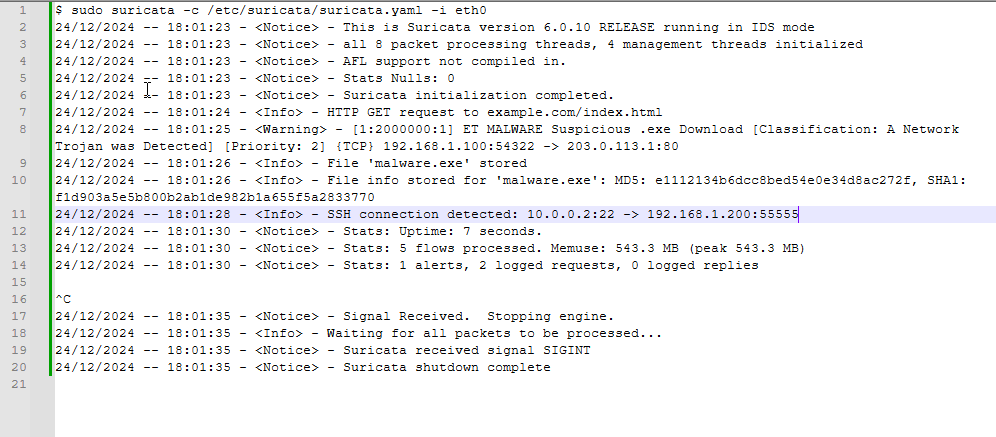 1 $ sudo suricata -c /etc/suricata/suricata.yaml -i eth0
2 24/12/2024 -- 18:01:23 - <Notice> - This is Suricata version 6.0.10 RELEASE running in IDS mode
3 24/12/2024 -- 18:01:23 - <Notice> - all 8 packet processing threads, 4 management threads initialized
4 24/12/2024 -- 18:01:23 - <Notice> - AFL support not compiled in.
5 24/12/2024 -- 18:01:23 - <Notice> - Stats Nulls: 0
6 24/12/2024 -- 18:01:23 - <Notice> - Suricata initialization completed.
7 24/12/2024 -- 18:01:24 - <Info> - HTTP GET request to example.com/index.html
8 24/12/2024 -- 18:01:25 - <Warning> - [1:2000000:1] ET MALWARE Suspicious .exe Download [Classification: A Network
Trojan was Detected] [Priority: 2] {TCP} 192.168.1.100:54322 -> 203.0.113.1:80
9 24/12/2024 -- 18:01:26 - <Info> - File 'malware.exe' stored
10 24/12/2024 -- 18:01:26 - <Info> - File info stored for 'malware.exe': MD5: e1112134b6dcc8bed54e0e34d8ac272f, SHA1:
f1d903a5e5b800b2ab1de982b1a655f5a2833770
11 24/12/2024 -- 18:01:28 - <Info> - SSH connection detected: 10.0.0.2:22 -> 192.168.1.200:55555
12 24/12/2024 -- 18:01:30 - <Notice> - Stats: Uptime: 7 seconds.
13 24/12/2024 -- 18:01:30 - <Notice> - Stats: 5 flows processed. Memuse: 543.3 MB (peak 543.3 MB)
14 24/12/2024 -- 18:01:30 - <Notice> - Stats: 1 alerts, 2 logged requests, 0 logged replies
15
16 ^C
17 24/12/2024 -- 18:01:35 - <Notice> - Signal Received.  Stopping engine.
18 24/12/2024 -- 18:01:35 - <Info> - Waiting for all packets to be processed...
19 24/12/2024 -- 18:01:35 - <Notice> - Suricata received signal SIGINT
20 24/12/2024 -- 18:01:35 - <Notice> - Suricata shutdown complete
21